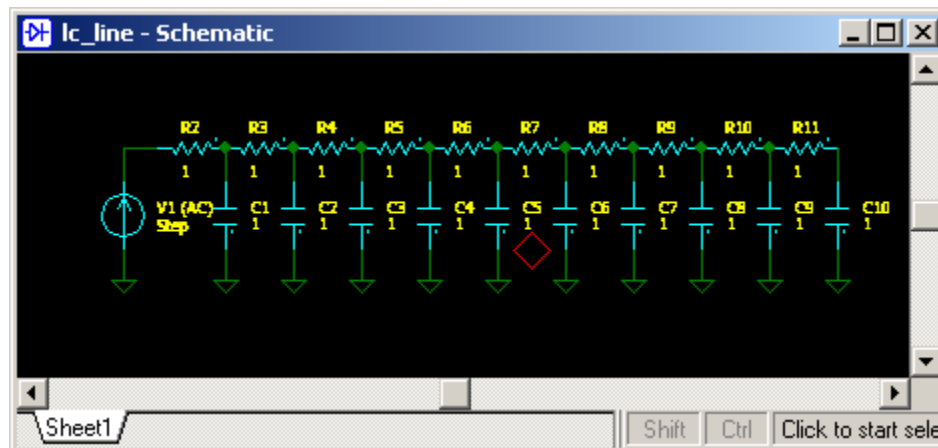 lc_line - Schematic
R2 R3 R4 R5 R6 R7 R8 R9 R10 R11
1 1 1 1 1 1 1 1 1 1
V1 (AC) C1 C2 C3 C4 C5 C6 C7 C8 C9 C10
Step 1 1 1 1 1 1 1 1 1 1
Sheet1 Shift Ctrl Click to start sele